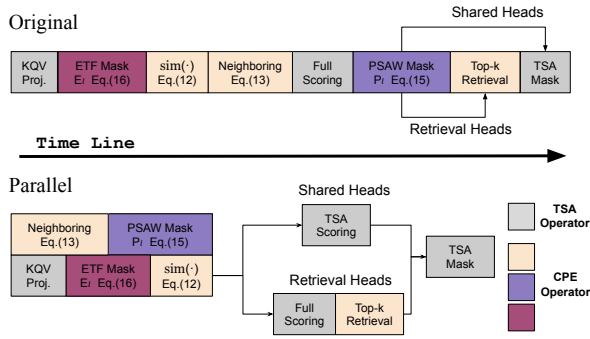 Original
Shared Heads
KQV Proj.
ETF Mask
Eₗ Eq.(16)
sim(·)
Eq.(12)
Neighboring
Eq.(13)
Full
Scoring
PSAW Mask
Pₗ Eq.(15)
Top-k
Retrieval
TSA
Mask
Retrieval Heads
Time Line
Parallel
Neighboring
Eq.(13)
PSAW Mask
Pₗ Eq.(15)
KQV
Proj.
ETF Mask
Eₗ Eq.(16)
sim(·)
Eq.(12)
Shared Heads
TSA
Scoring
Retrieval Heads
Full
Scoring
Top-k
Retrieval
TSA
Mask
TSA
Operator
CPE
Operator